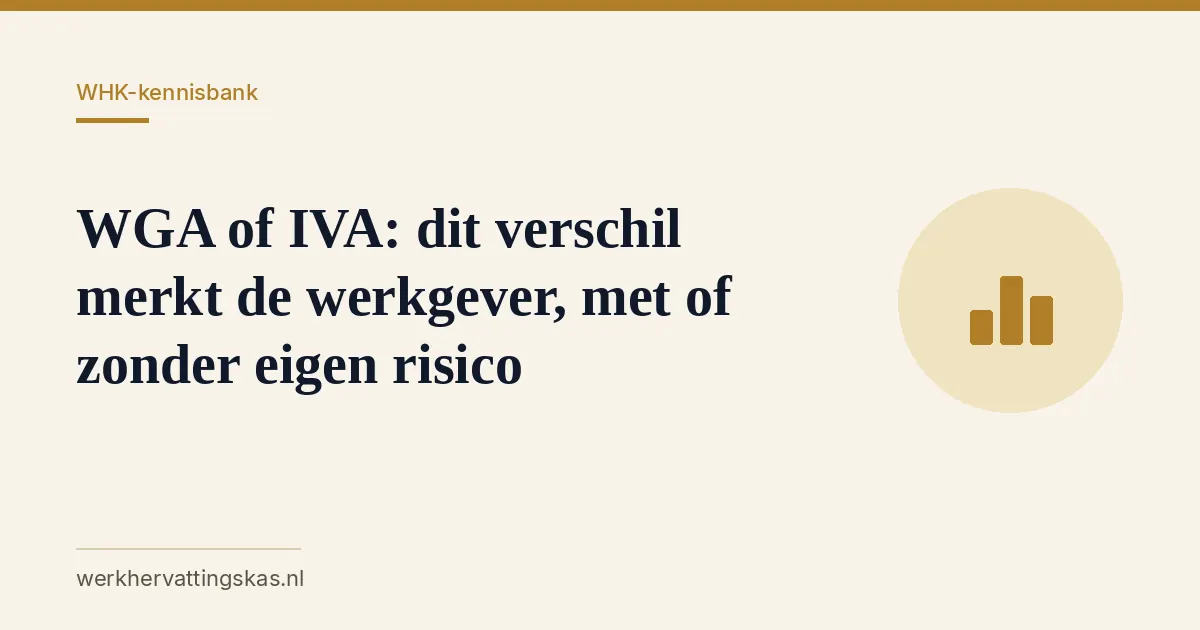 WHK-kennisbank
WGA of IVA: dit verschil
merkt de werkgever, met of
zonder eigen risico
werkhervattingskas.nl